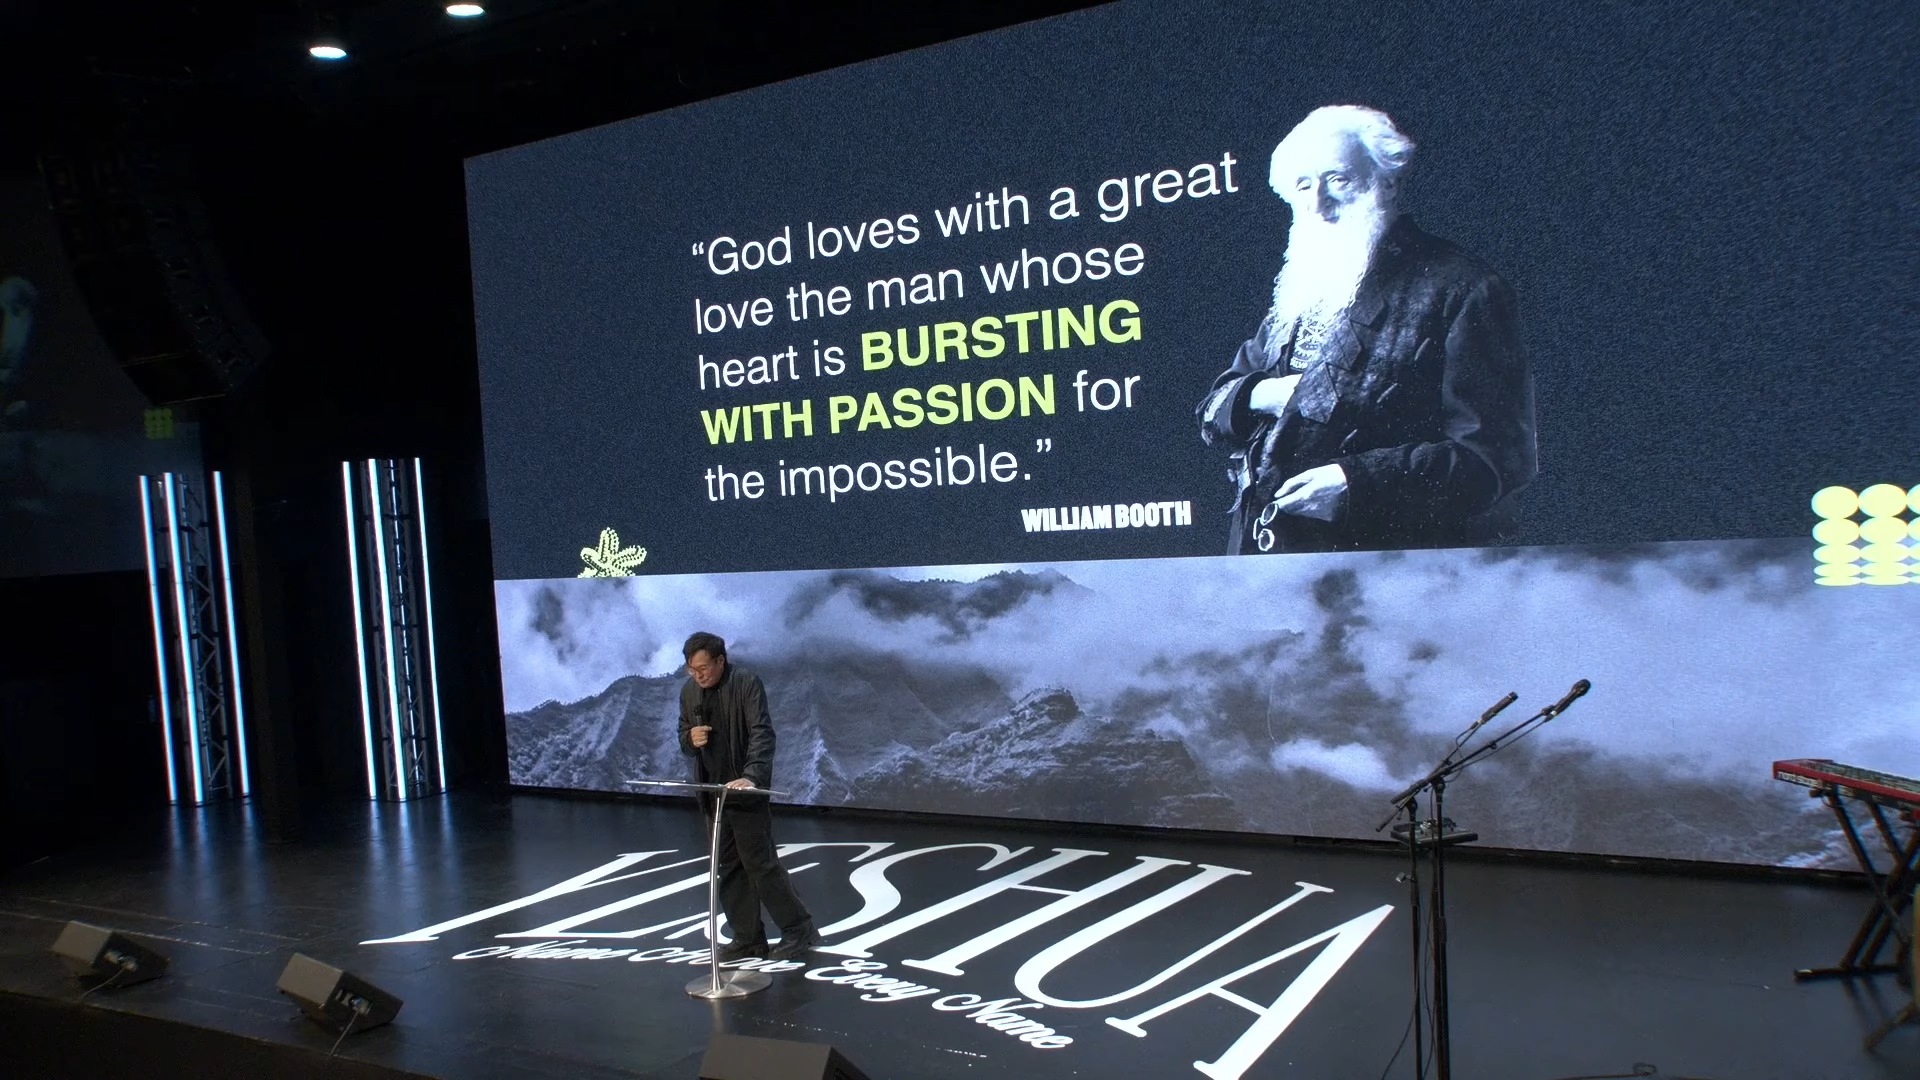 “God loves with a great
love the man whose
heart is BURSTING
WITH PASSION for
the impossible.”
WILLIAM BOOTH
YESHUA
Name Above Every Name